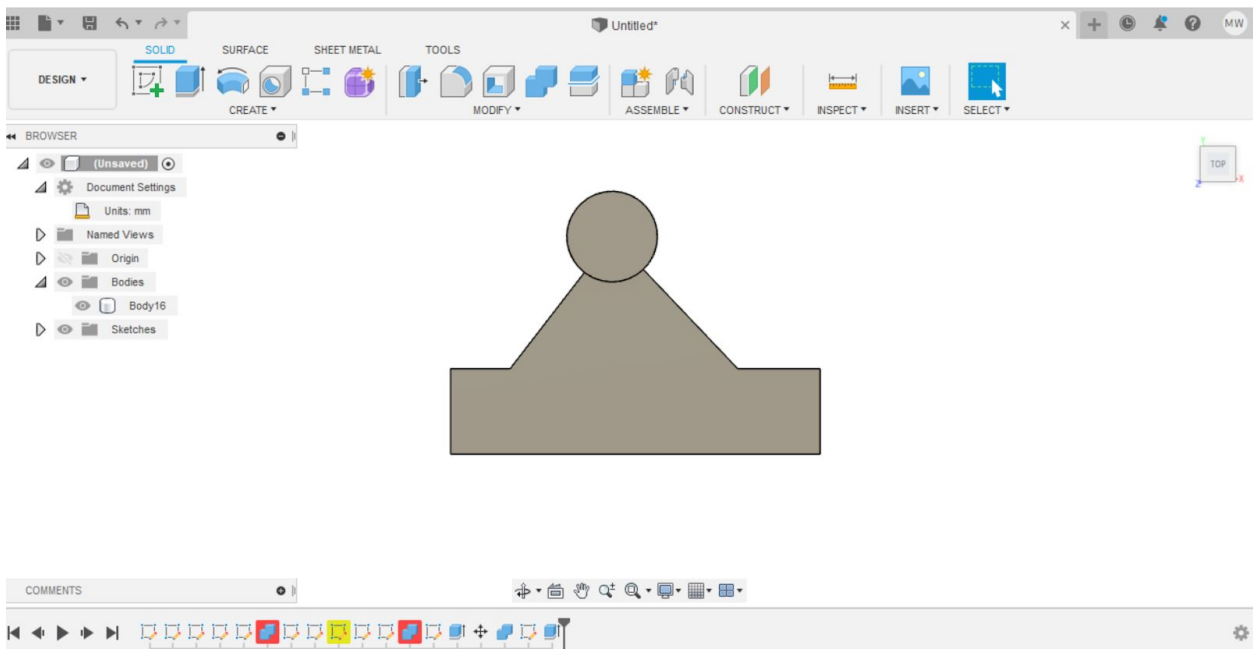 Untitled*
MW
SOLID SURFACE SHEET METAL TOOLS
DESIGN
CREATE MODIFY ASSEMBLE CONSTRUCT INSPECT INSERT SELECT
BROWSER
(Unsaved)
Document Settings
Units: mm
Named Views
Origin
Bodies
Body16
Sketches
TOP
Y
X
Z
COMMENTS